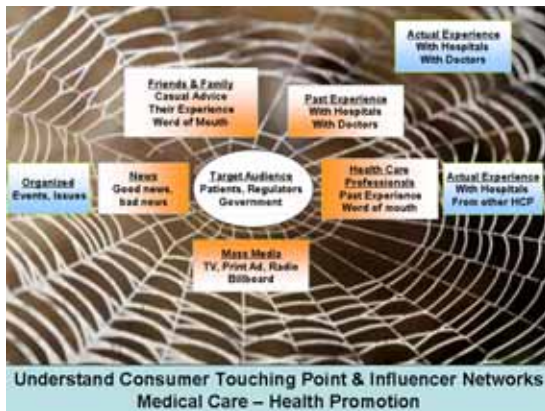 Actual Experience
With Hospitals
With Doctors
Friends & Family
Casual Advice
Their Experience
Word of Mouth
Past Experience
With Hospitals
With Doctors
Organized
Events, Issues
News
Good news,
bad news
Target Audience
Patients, Regulators
Government
Health Care
Professionals
Past Experience
Word of mouth
Actual Experience
With Hospitals
From other HCP
Mass Media
TV, Print Ad, Radio
Billboard
Understand Consumer Touching Point & Influencer Networks
Medical Care – Health Promotion